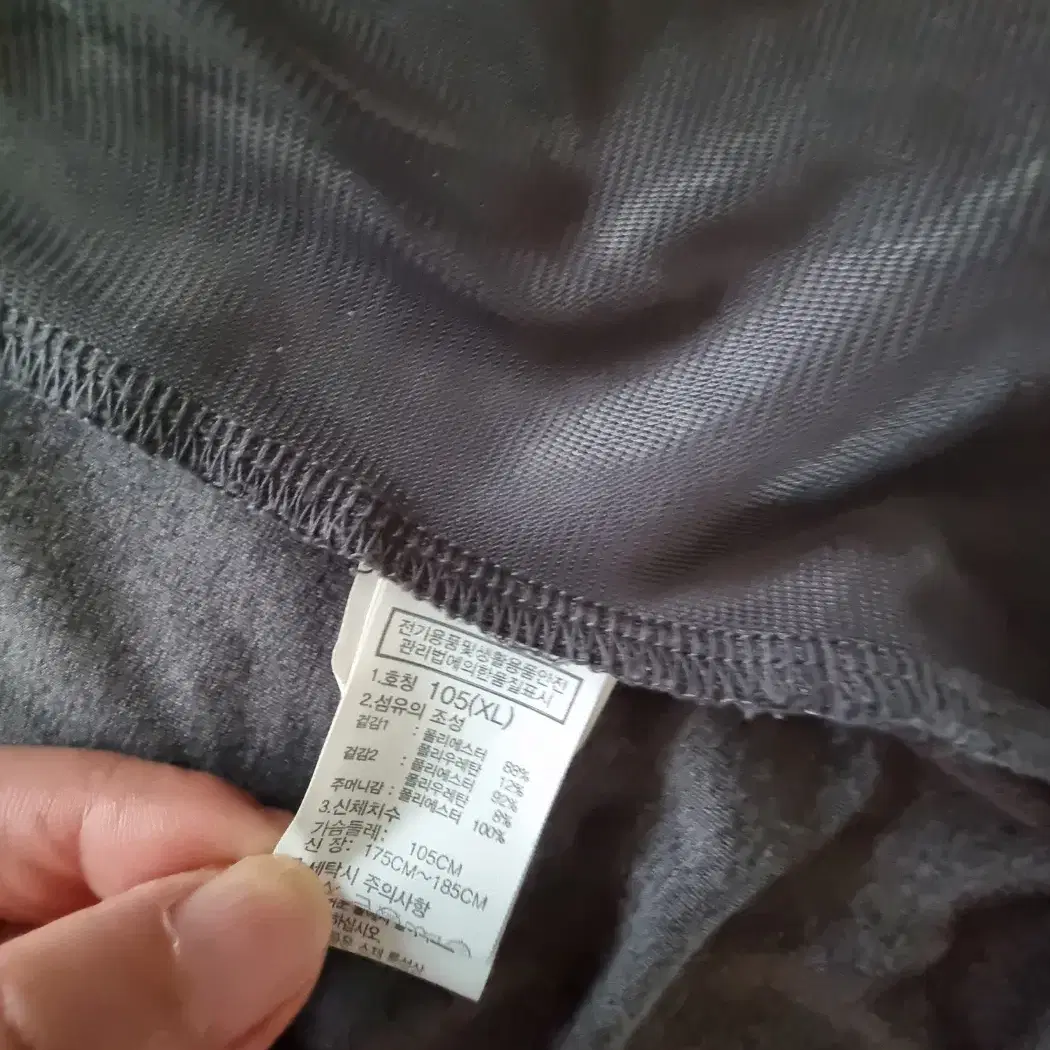 전기용품및생활용품안전
관리법에의한품질표시
1.호칭 105(XL)
2.섬유의 조성
겉감1 : 폴리에스터 88%
폴리우레탄 12%
겉감2 : 폴리에스터 92%
폴리우레탄 8%
주머니감 : 폴리에스터 100%
3.신체치수
가슴둘레: 105CM
신 장: 175CM~185CM
세탁시 주의사항
하십시오